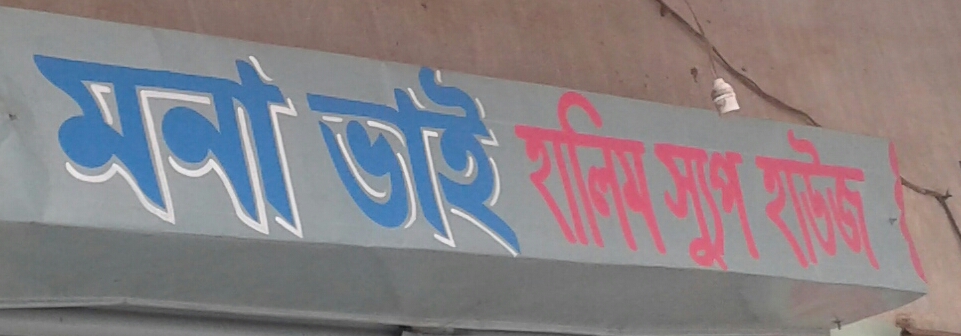 মনা ভাই হালিম স্যুপ হাউজ